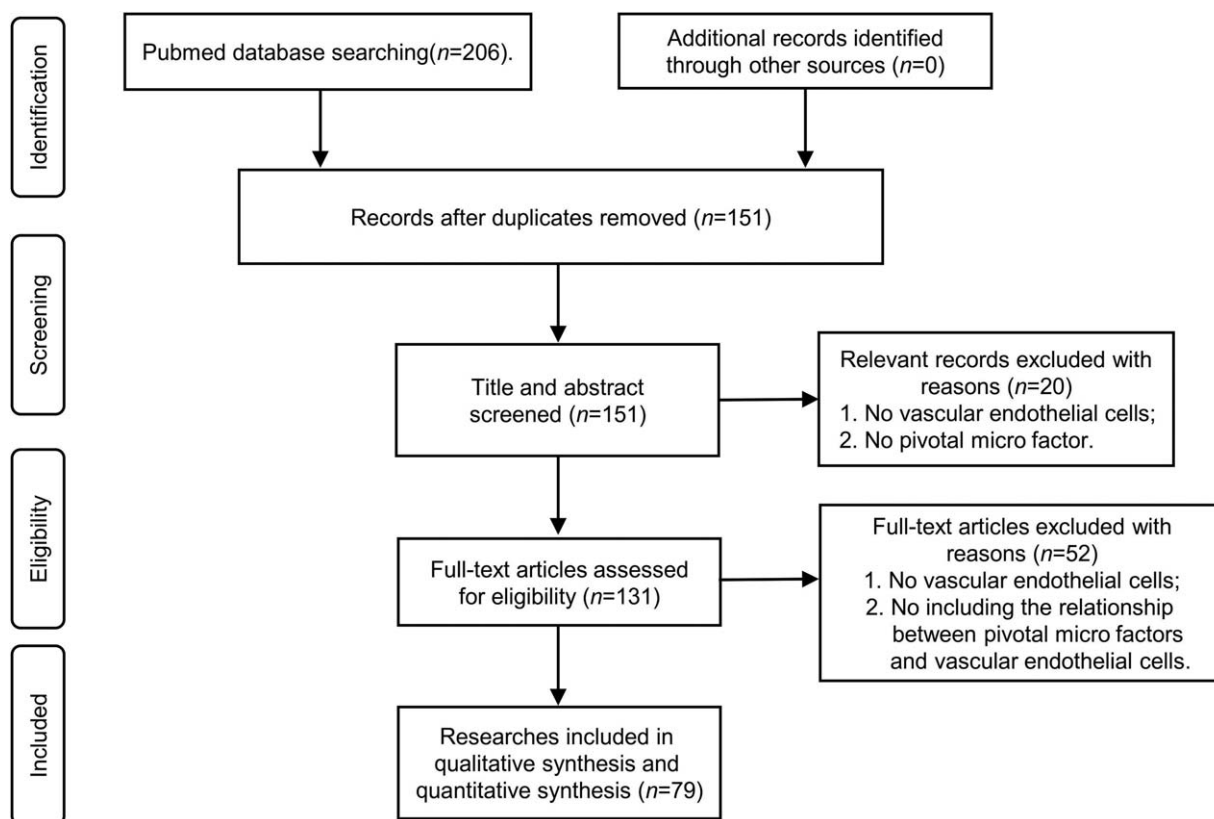 Identification
Pubmed database searching(n=206).
Additional records identified
through other sources (n=0)
Records after duplicates removed (n=151)
Screening
Title and abstract
screened (n=151)
Relevant records excluded with
reasons (n=20)
1. No vascular endothelial cells;
2. No pivotal micro factor.
Eligibility
Full-text articles assessed
for eligibility (n=131)
Full-text articles excluded with
reasons (n=52)
1. No vascular endothelial cells;
2. No including the relationship
between pivotal micro factors
and vascular endothelial cells.
Included
Researches included in
qualitative synthesis and
quantitative synthesis (n=79)